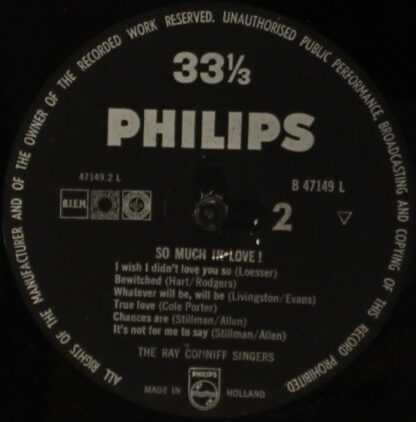 ALL RIGHTS OF THE MANUFACTURER AND OF THE OWNER OF THE RECORDED WORK RESERVED. UNAUTHORISED PUBLIC PERFORMANCE BROADCASTING AND COPYING OF THIS RECORD PROHIBITED
33⅓
PHILIPS
47149.2 L
B 47149 L
B.I.E.M.
2
SO MUCH IN LOVE!
I wish I didn't love you so (Loesser)
Bewitched (Hart/Rodgers)
Whatever will be, will be (Livingston/Evans)
True love (Cole Porter)
Chances are (Stillman/Allen)
It's not for me to say (Stillman/Allen)
THE RAY CONNIFF SINGERS
PHILIPS
MADE IN HOLLAND